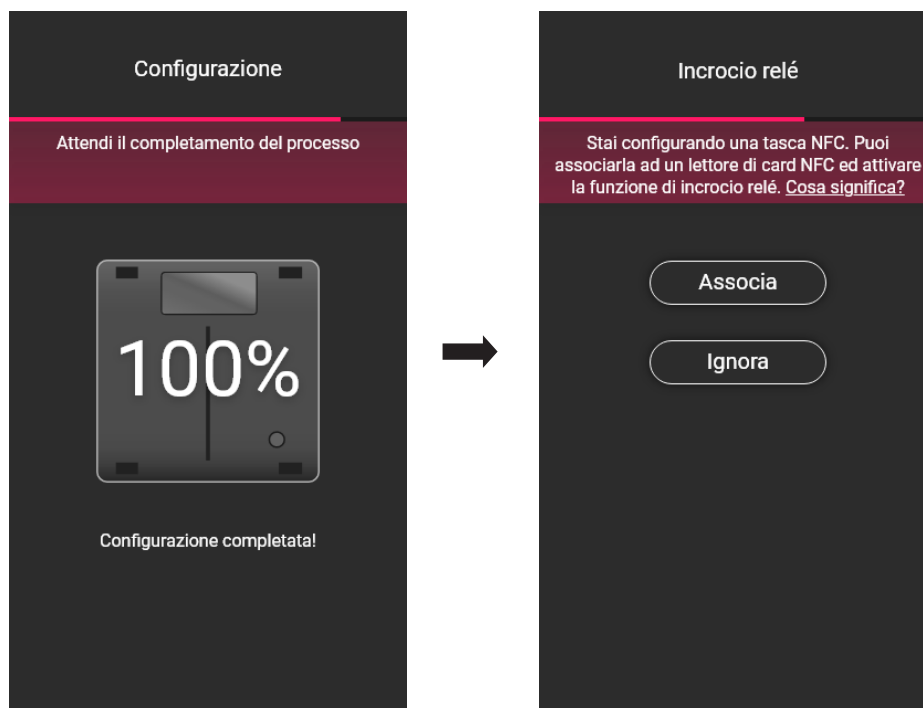 Configurazione
Attendi il completamento del processo
100%
Configurazione completata!
Incrocio relé
Stai configurando una tasca NFC. Puoi
associarla ad un lettore di card NFC ed attivare
la funzione di incrocio relé. Cosa significa?
Associa
Ignora